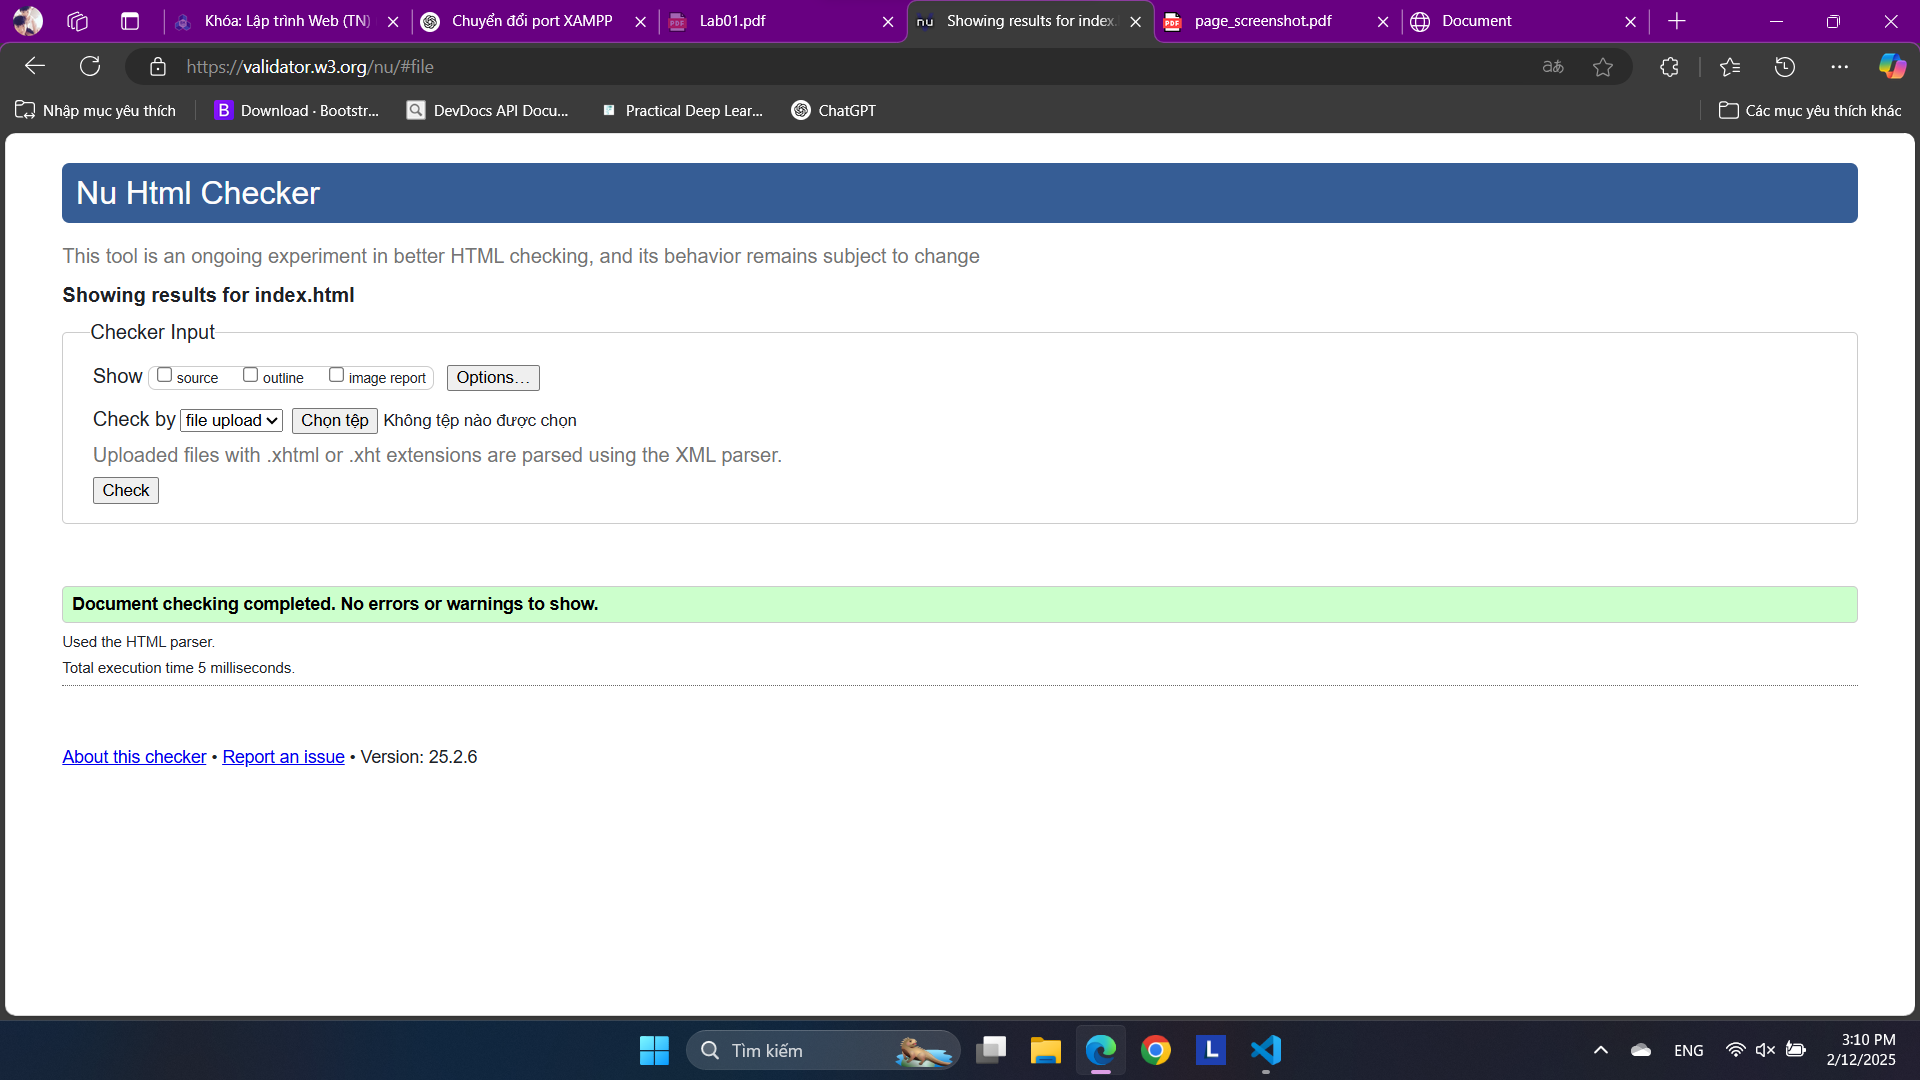 Khóa: Lập trình Web (TN)
Chuyển đổi port XAMPP
Lab01.pdf
nu Showing results for index.
page_screenshot.pdf
Document
https://validator.w3.org/nu/#file
Nhập mục yêu thích
B Download · Bootstr...
DevDocs API Docu...
Practical Deep Lear...
ChatGPT
Các mục yêu thích khác
Nu Html Checker
This tool is an ongoing experiment in better HTML checking, and its behavior remains subject to change
Showing results for index.html
Checker Input
Show source outline image report Options…
Check by file upload Chọn tệp Không tệp nào được chọn
Uploaded files with .xhtml or .xht extensions are parsed using the XML parser.
Check
Document checking completed. No errors or warnings to show.
Used the HTML parser.
Total execution time 5 milliseconds.
About this checker • Report an issue • Version: 25.2.6
Tìm kiếm
L
ENG
3:10 PM
2/12/2025